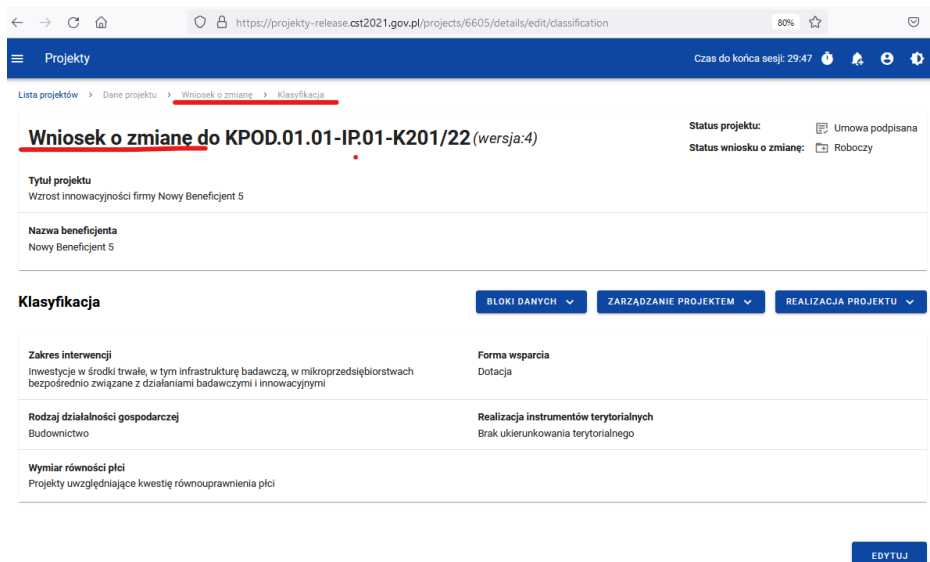 https://projekty-release.cst2021.gov.pl/projects/6605/details/edit/classification 80%
Projekty Czas do końca sesji: 29:47
Lista projektów > Dane projektu > Wniosek o zmianę > Klasyfikacja
Wniosek o zmianę do KPOD.01.01-IP.01-K201/22 (wersja:4)
Status projektu: Umowa podpisana
Status wniosku o zmianę: Roboczy
Tytuł projektu
Wzrost innowacyjności firmy Nowy Beneficjent 5
Nazwa beneficjenta
Nowy Beneficjent 5
Klasyfikacja BLOKI DANYCH ZARZĄDZANIE PROJEKTEM REALIZACJA PROJEKTU
Zakres interwencji
Inwestycje w środki trwałe, w tym infrastrukturę badawczą, w mikroprzedsiębiorstwach
bezpośrednio związane z działaniami badawczymi i innowacyjnymi
Forma wsparcia
Dotacja
Rodzaj działalności gospodarczej
Budownictwo
Realizacja instrumentów terytorialnych
Brak ukierunkowania terytorialnego
Wymiar równości płci
Projekty uwzględniające kwestię równouprawnienia płci
EDYTUJ